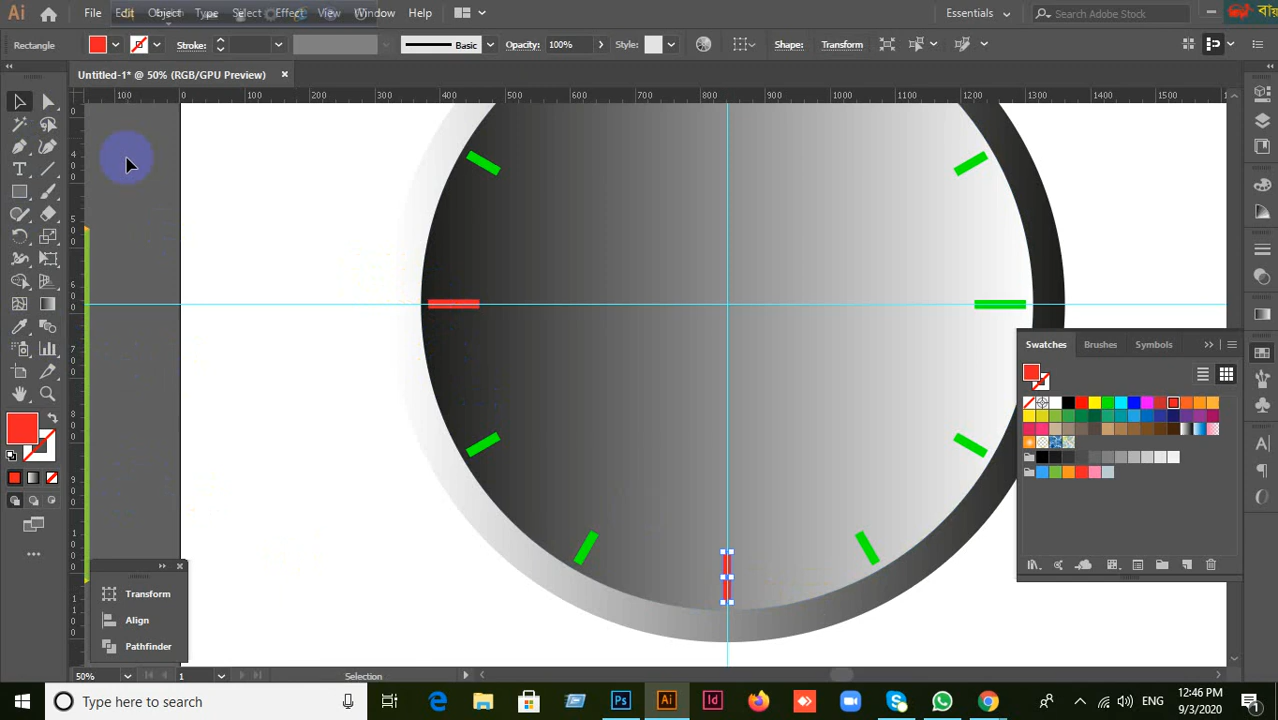 Ai File Edit Object Type Select Effect View Window Help Essentials Search Adobe Stock
Rectangle Stroke: Basic Opacity: 100% Style: Shape: Transform
Untitled-1* @ 50% (RGB/GPU Preview)
100 0 100 200 300 400 500 600 700 800 900 1000 1100 1200 1300 1400 1500
Swatches Brushes Symbols
Transform
Align
Pathfinder
50% 1 Selection
Type here to search Ps Ai Id ENG 12:46 PM
9/3/2020